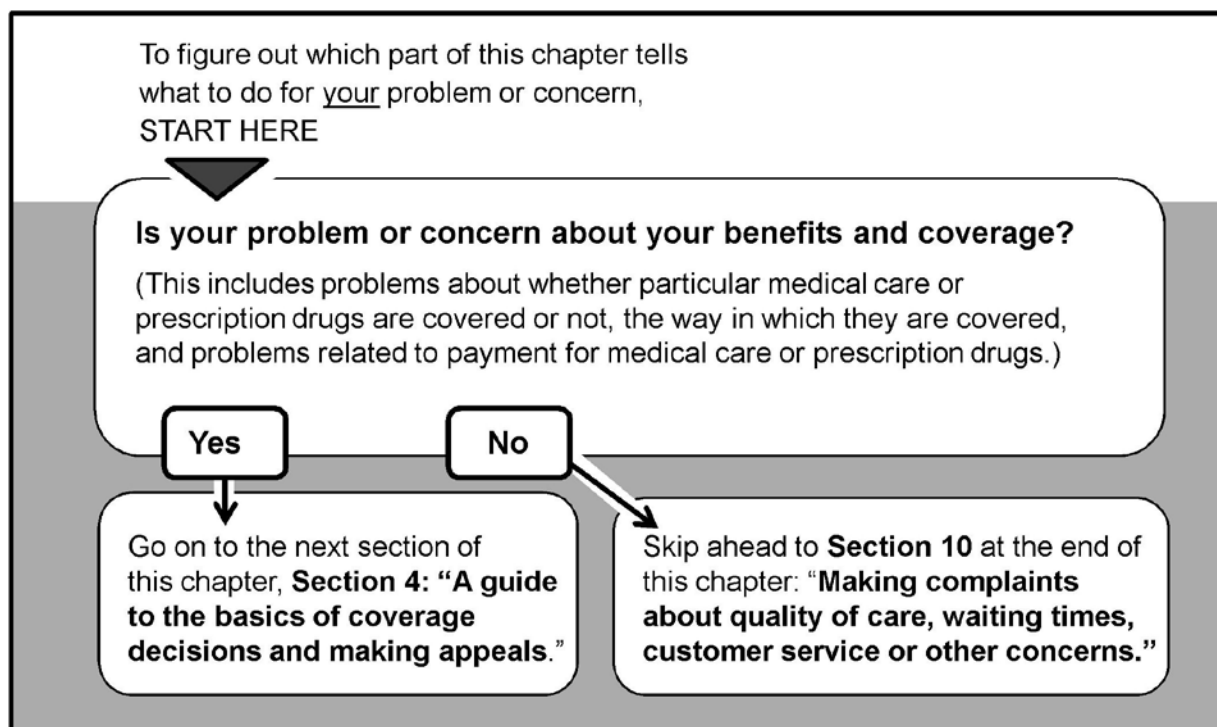 To figure out which part of this chapter tells
what to do for your problem or concern,
START HERE
Is your problem or concern about your benefits and coverage?
(This includes problems about whether particular medical care or
prescription drugs are covered or not, the way in which they are covered,
and problems related to payment for medical care or prescription drugs.)
Yes
No
Go on to the next section of
this chapter, Section 4: “A guide
to the basics of coverage
decisions and making appeals.”
Skip ahead to Section 10 at the end of
this chapter: “Making complaints
about quality of care, waiting times,
customer service or other concerns.”